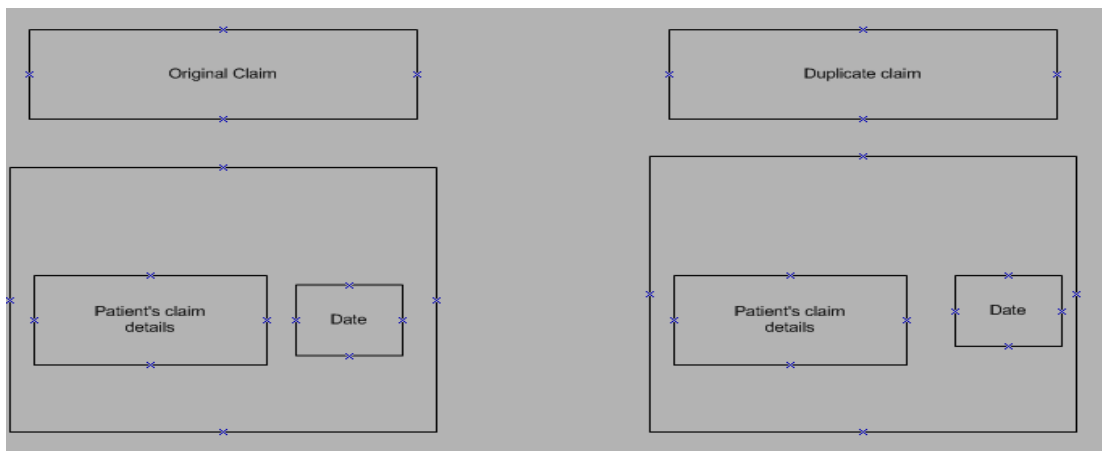 Original Claim
Duplicate claim
Patient's claim
details
Date
Patient's claim
details
Date